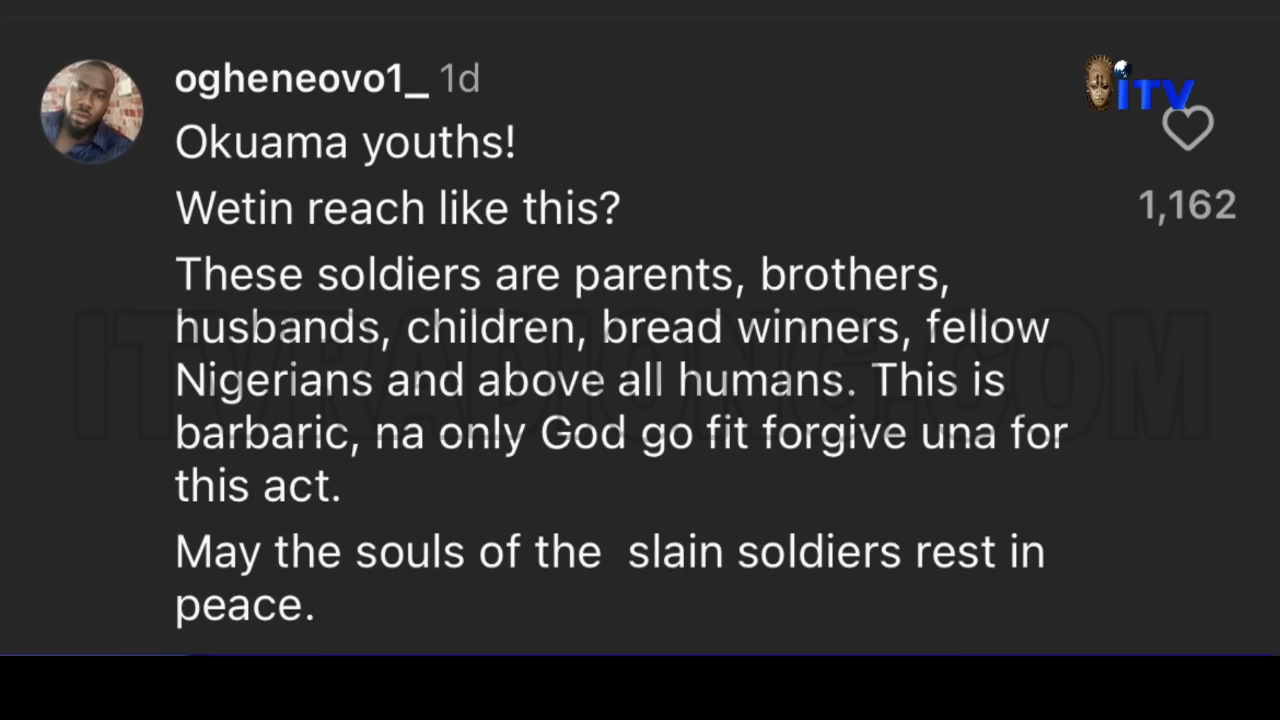 ogheneovo1_ 1d
iTV
Okuama youths!
Wetin reach like this?
1,162
These soldiers are parents, brothers,
husbands, children, bread winners, fellow
Nigerians and above all humans. This is
barbaric, na only God go fit forgive una for
this act.
May the souls of the  slain soldiers rest in
peace.
ITVRADIONG.COM